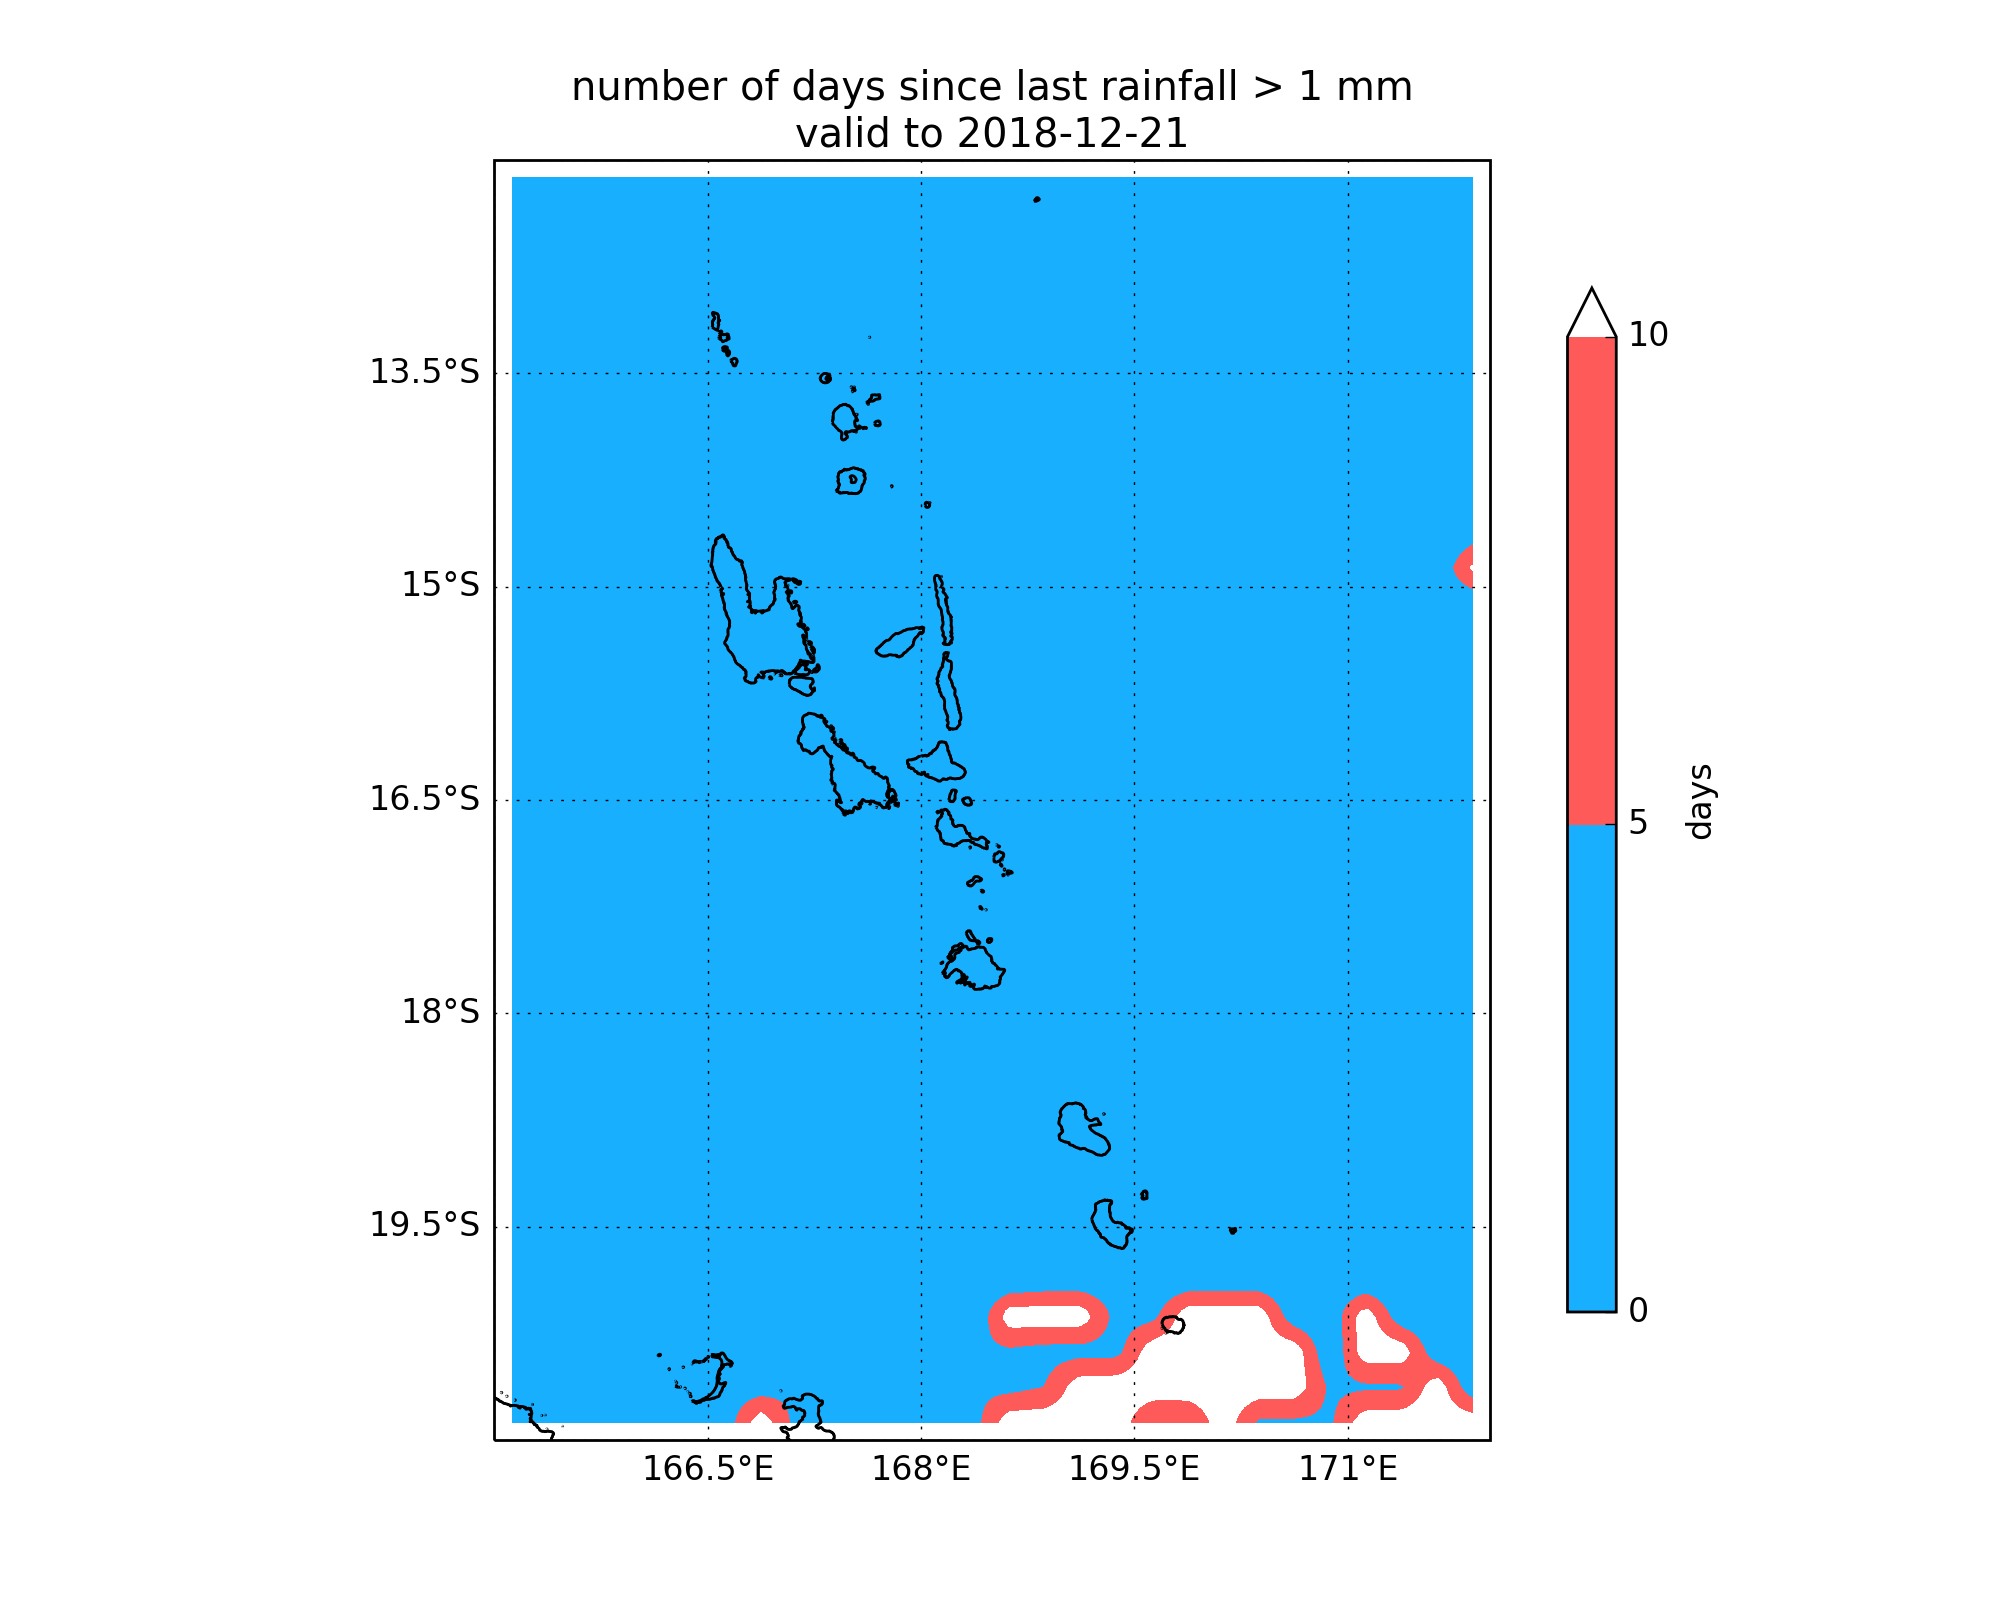 number of days since last rainfall > 1 mm
valid to 2018-12-21
13.5°S
15°S
16.5°S
18°S
19.5°S
166.5°E
168°E
169.5°E
171°E
10
5
0
days